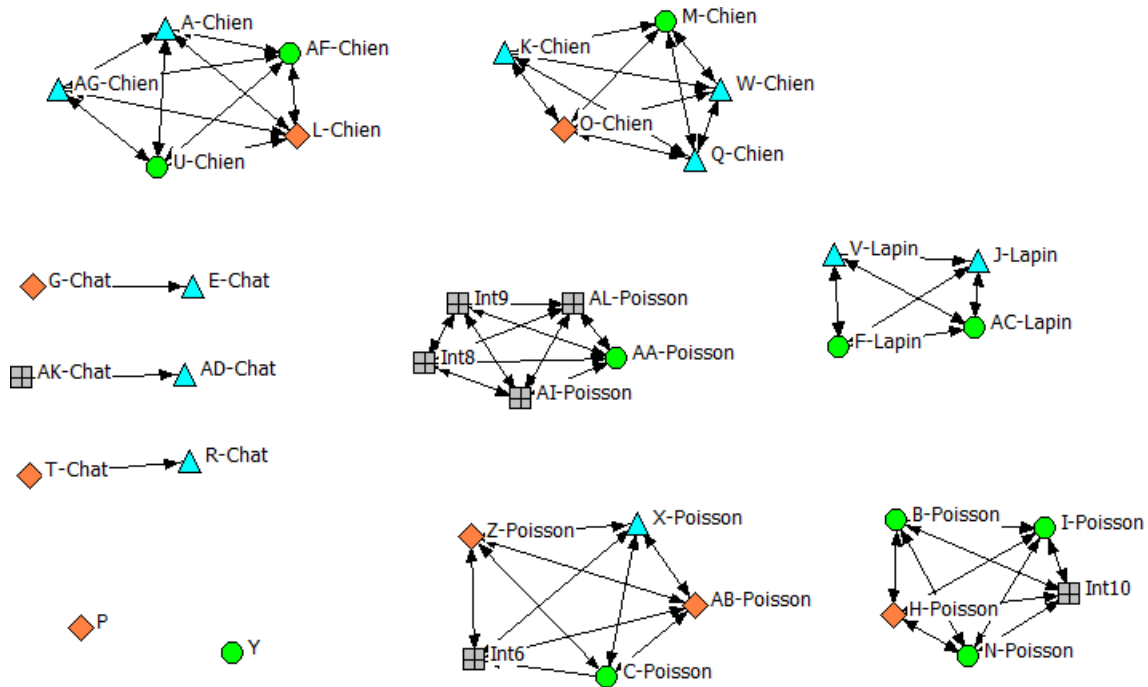 A-Chien
AF-Chien
AG-Chien
L-Chien
U-Chien
M-Chien
K-Chien
W-Chien
O-Chien
Q-Chien
G-Chat
E-Chat
AK-Chat
AD-Chat
T-Chat
R-Chat
Int9
AL-Poisson
Int8
AA-Poisson
AI-Poisson
V-Lapin
J-Lapin
AC-Lapin
F-Lapin
P
Y
Z-Poisson
X-Poisson
AB-Poisson
Int6
C-Poisson
B-Poisson
I-Poisson
Int10
H-Poisson
N-Poisson